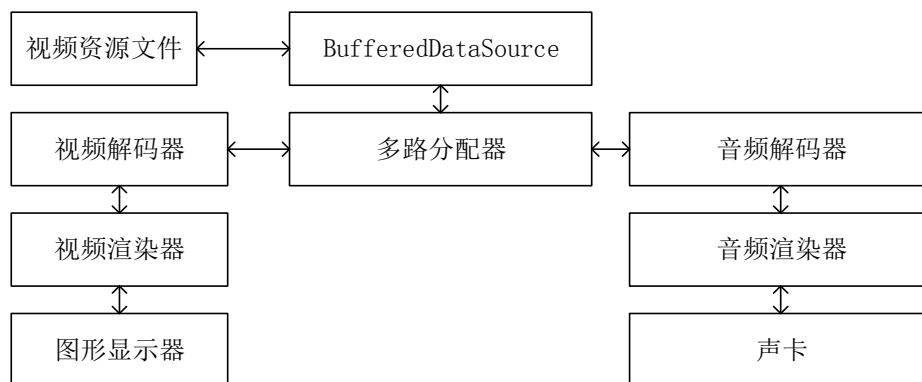 视频资源文件
BufferedDataSource
视频解码器
多路分配器
音频解码器
视频渲染器
音频渲染器
图形显示器
声卡